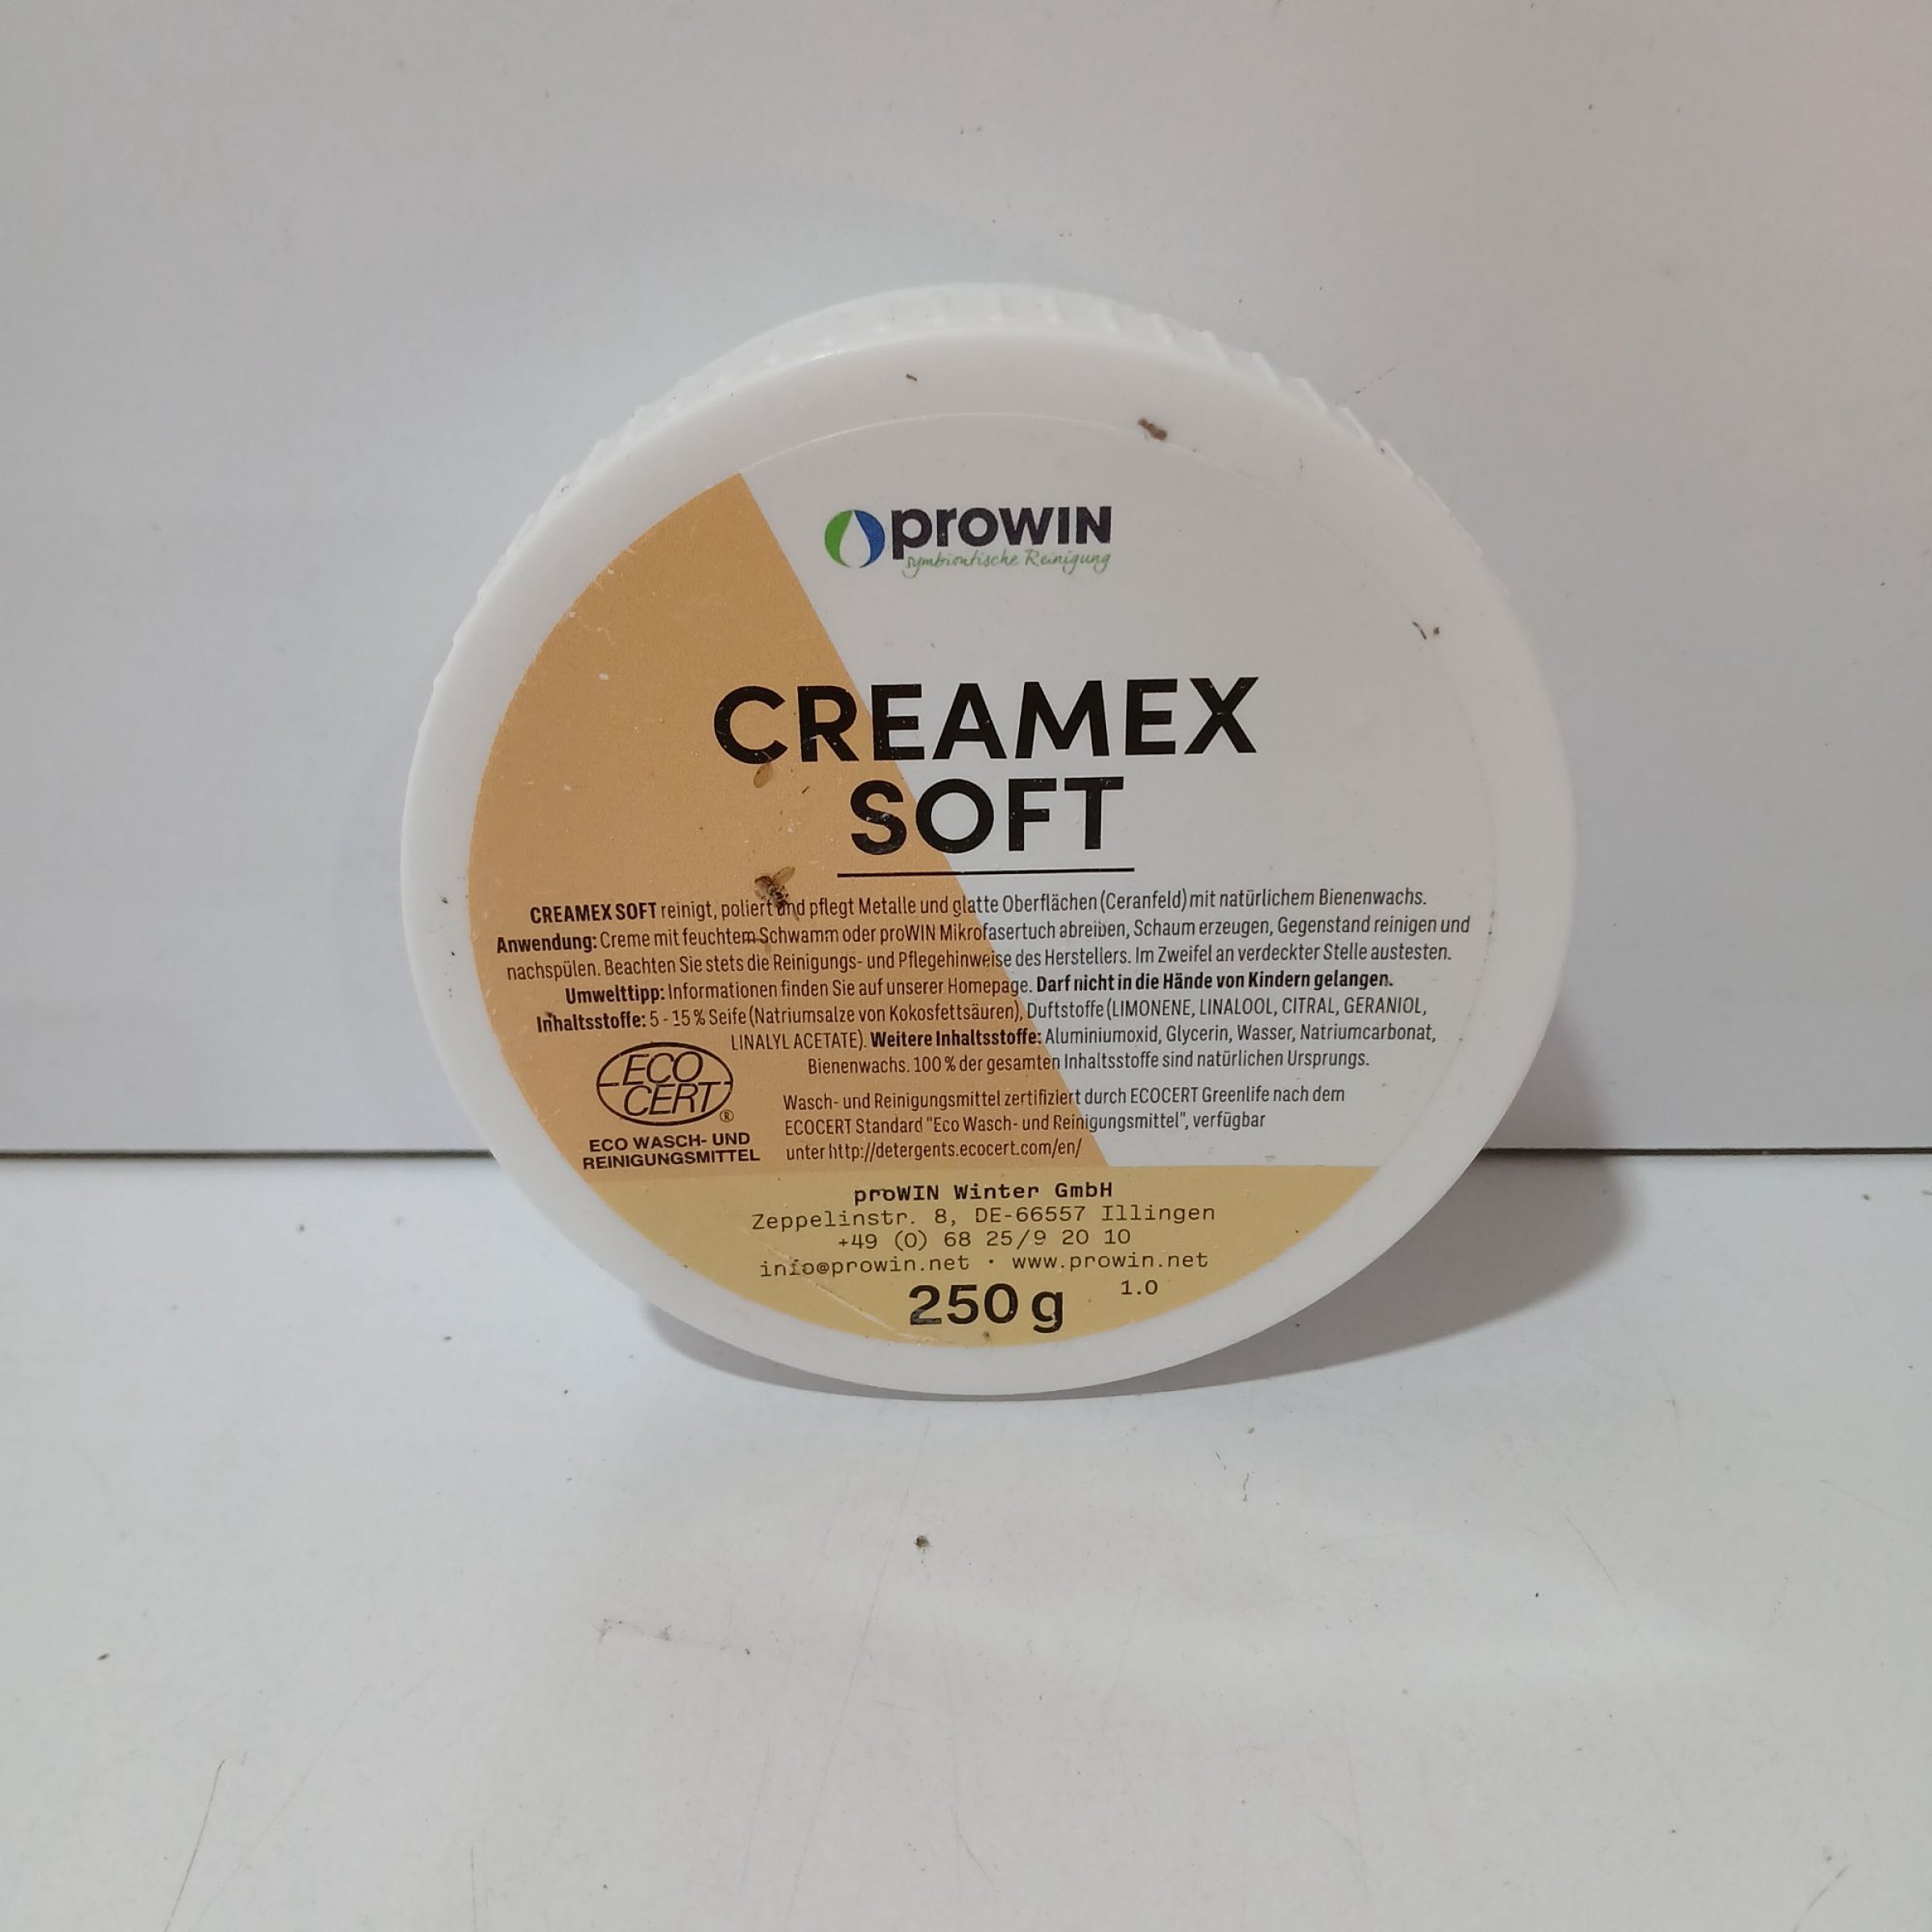 proWIN
symbiontische Reinigung
CREAMEX
SOFT
CREAMEX SOFT reinigt, poliert und pflegt Metalle und glatte Oberflächen (Ceranfeld) mit natürlichem Bienenwachs.
Anwendung: Creme mit feuchtem Schwamm oder proWIN Mikrofasertuch abreiben, Schaum erzeugen, Gegenstand reinigen und
nachspülen. Beachten Sie stets die Reinigungs- und Pflegehinweise des Herstellers. Im Zweifel an verdeckter Stelle austesten.
Umwelttipp: Informationen finden Sie auf unserer Homepage. Darf nicht in die Hände von Kindern gelangen.
Inhaltsstoffe: 5 - 15 % Seife (Natriumsalze von Kokosfettsäuren), Duftstoffe (LIMONENE, LINALOOL, CITRAL, GERANIOL,
LINALYL ACETATE). Weitere Inhaltsstoffe: Aluminiumoxid, Glycerin, Wasser, Natriumcarbonat,
Bienenwachs. 100 % der gesamten Inhaltsstoffe sind natürlichen Ursprungs.
ECO
CERT
®
ECO WASCH- UND
REINIGUNGSMITTEL
Wasch- und Reinigungsmittel zertifiziert durch ECOCERT Greenlife nach dem
ECOCERT Standard "Eco Wasch- und Reinigungsmittel", verfügbar
unter http://detergents.ecocert.com/en/
proWIN Winter GmbH
Zeppelinstr. 8, DE-66557 Illingen
+49 (0) 68 25/9 20 10
info@prowin.net · www.prowin.net
250 g
1.0